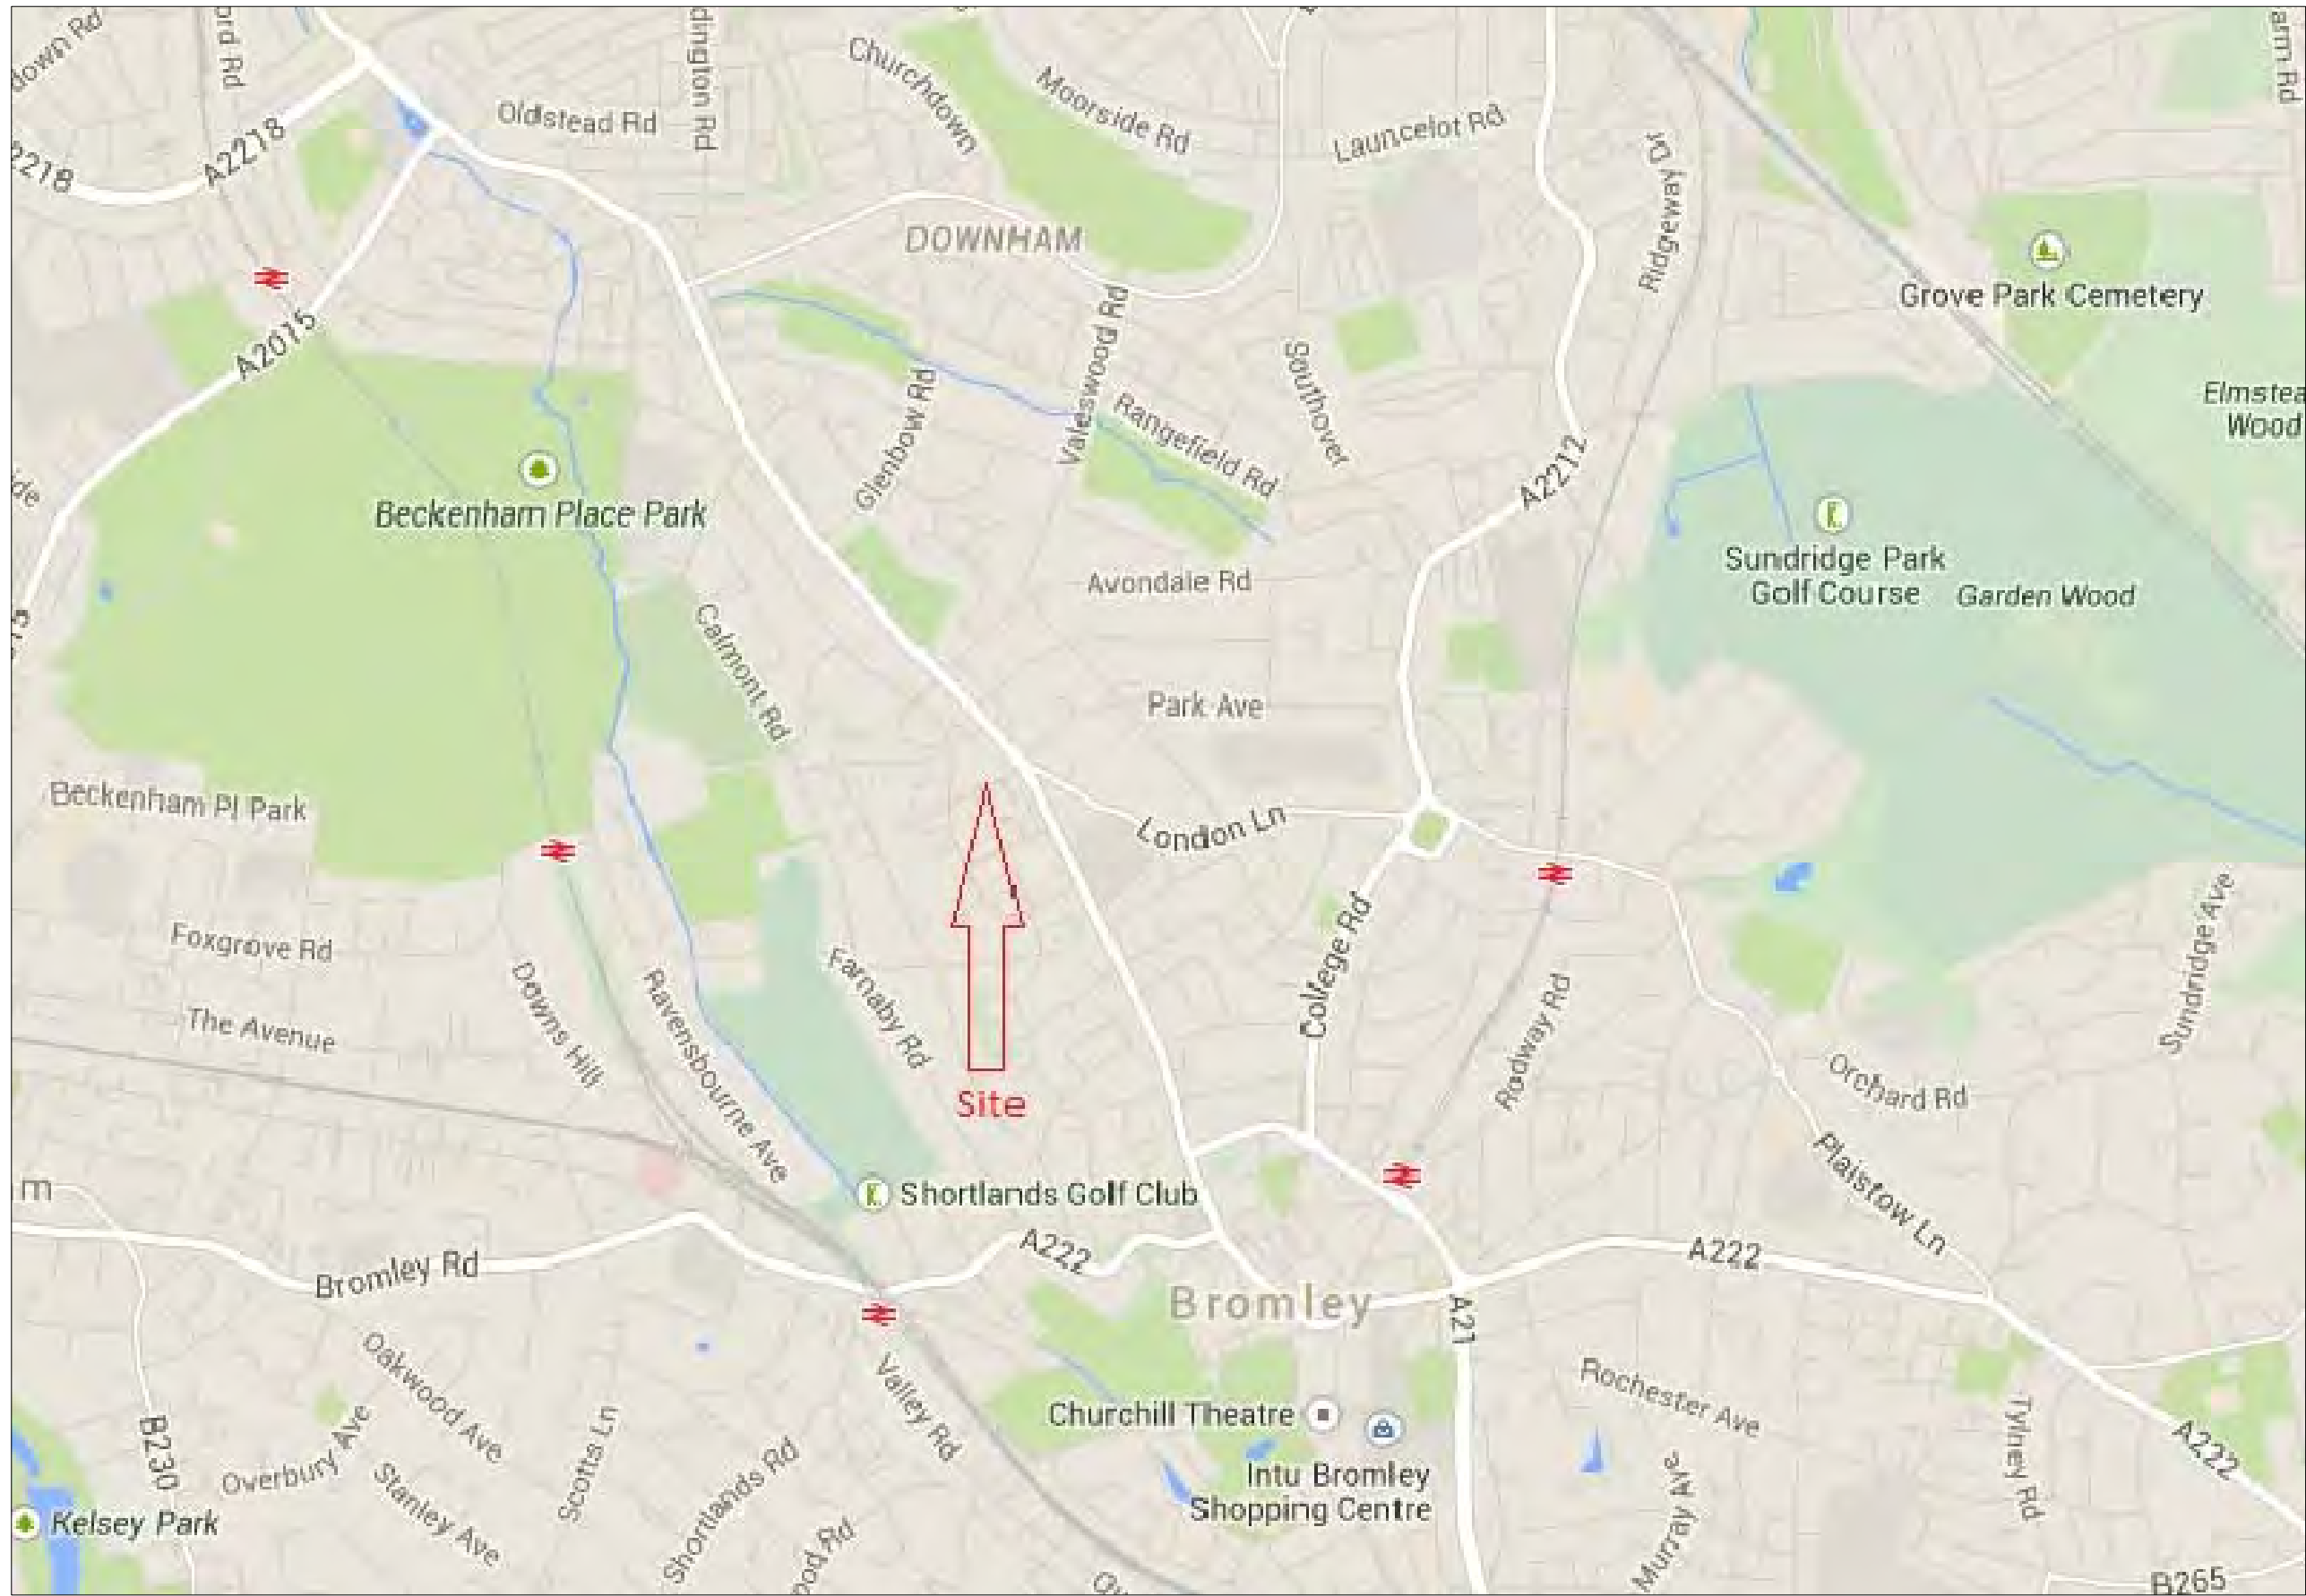 Oldstead Rd
Churchdown
Moorside Rd
Launcelot Rd
Ridgeway Dr
A2218
2218
DOWNHAM
Grove Park Cemetery
A2015
Valeswood Rd
Glenbow Rd
Rangefield Rd
Southover
A2212
Elmstea
Wood
Beckenham Place Park
Sundridge Park
Golf Course
Garden Wood
Avondale Rd
Calmont Rd
Park Ave
Beckenham Pl Park
London Ln
College Rd
Sundridge Ave
Foxgrove Rd
The Avenue
Downs Hill
Ravensbourne Ave
Farnaby Rd
Site
Rodway Rd
Orchard Rd
Plaistow Ln
m
Shortlands Golf Club
Bromley Rd
A222
A222
Bromley
A21
Oakwood Ave
Overbury Ave
B230
Stanley Ave
Scotts Ln
Shortlands Rd
Valley Rd
Churchill Theatre
Intu Bromley
Shopping Centre
Rochester Ave
Murray Ave
Tylney Rd
A222
Kelsey Park
B265